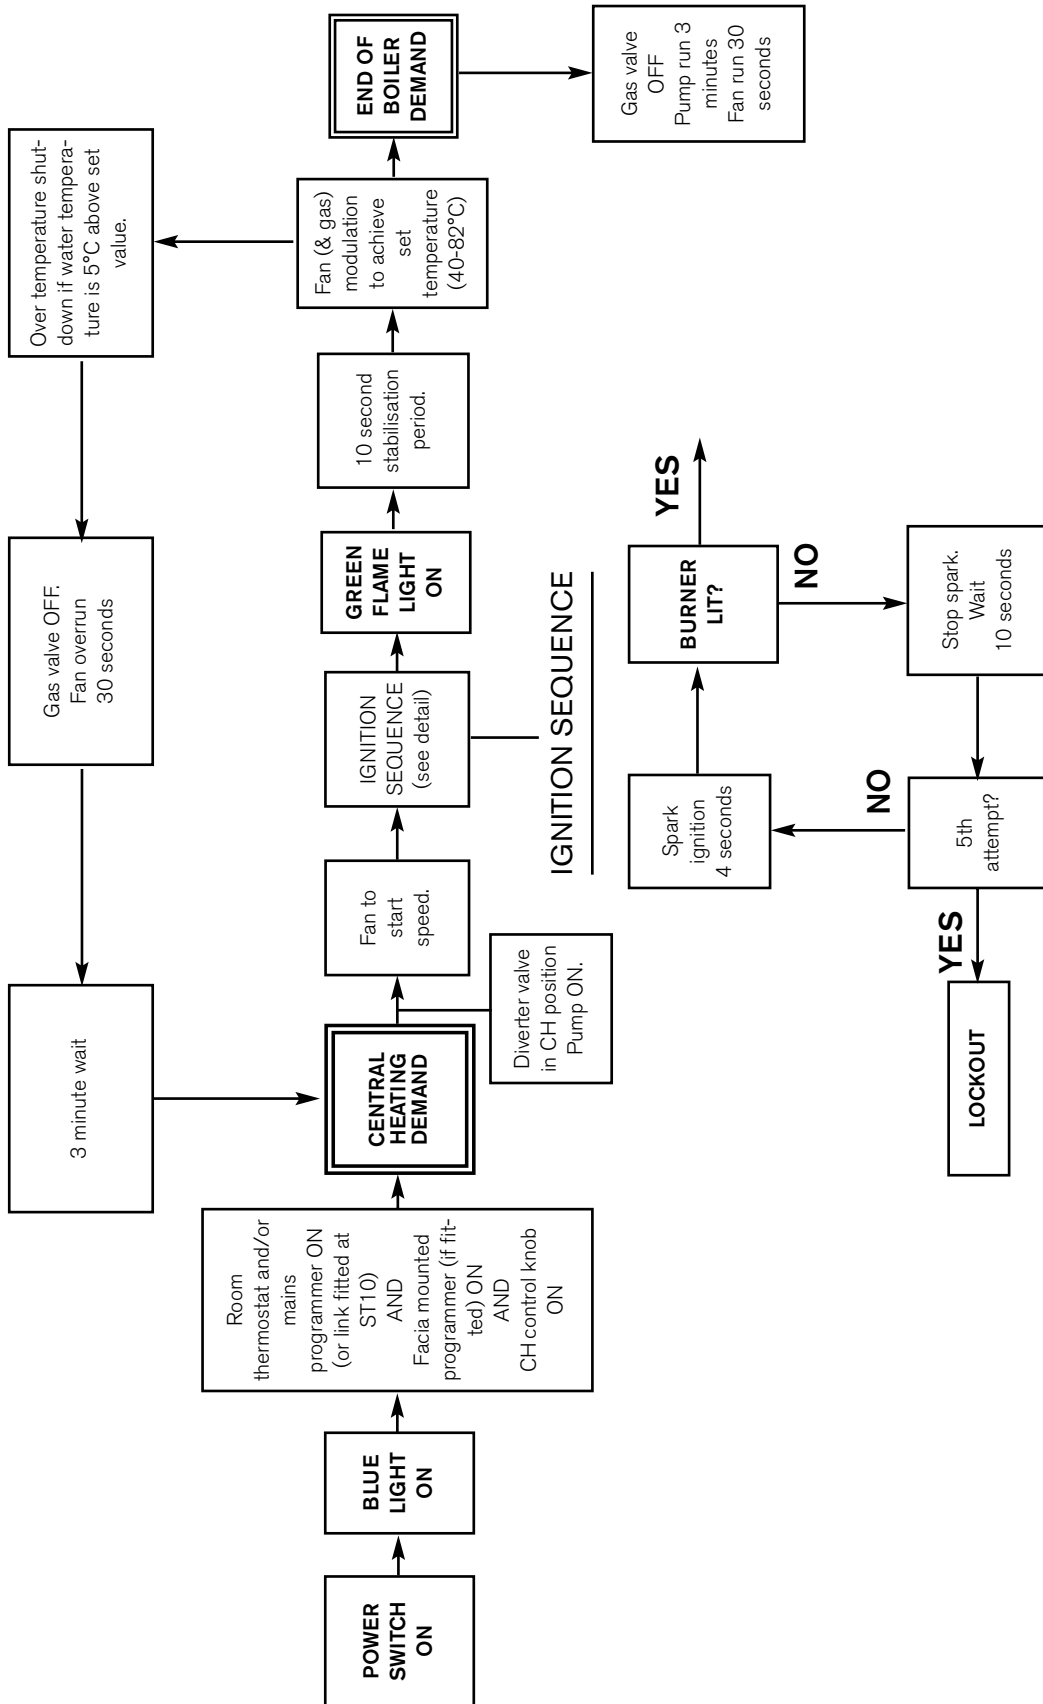 POWER
SWITCH
ON
BLUE
LIGHT
ON
Room
thermostat and/or
mains
programmer ON
(or link fitted at
ST10)
AND
Facia mounted
programmer (if fit-
ted) ON
AND
CH control knob
ON
CENTRAL
HEATING
DEMAND
Diverter valve
in CH position
Pump ON.
Fan to
start
speed.
IGNITION
SEQUENCE
(see detail)
GREEN
FLAME
LIGHT
ON
10 second
stabilisation
period.
Fan (& gas)
modulation
to achieve
set
temperature
(40-82°C)
END OF
BOILER
DEMAND
Gas valve
OFF
Pump run 3
minutes
Fan run 30
seconds
Over temperature shut-
down if water tempera-
ture is 5°C above set
value.
Gas valve OFF.
Fan overrun
30 seconds
3 minute wait
IGNITION SEQUENCE
Spark
ignition
4 seconds
BURNER
LIT?
YES
NO
Stop spark.
Wait
10 seconds
5th
attempt?
NO
YES
LOCKOUT